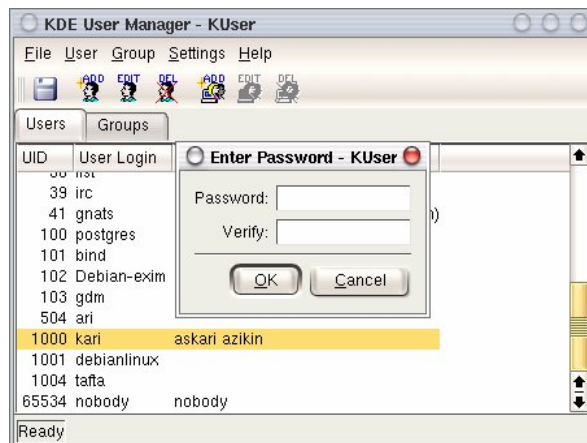 KDE User Manager - KUser
File User Group Settings Help
ADD EDIT DEL ADD EDIT DEL
Users Groups
UID User Login
38 list
39 irc
41 gnats
100 postgres
101 bind
102 Debian-exim
103 gdm
504 ari
1000 kari askari azikin
1001 debianlinux
1004 tafta
65534 nobody nobody
Ready
Enter Password - KUser
Password:
Verify:
OK Cancel